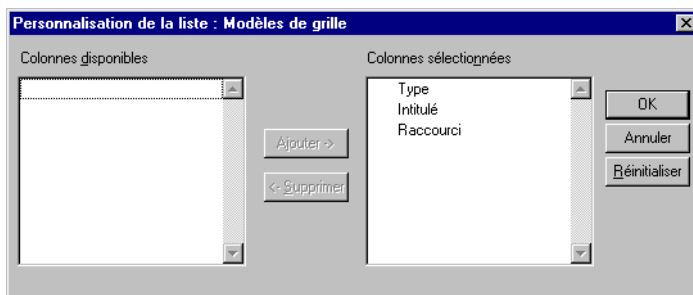 Personnalisation de la liste : Modèles de grille
Colonnes disponibles
Colonnes sélectionnées
Type
Intitulé
Raccourci
Ajouter ->
<- Supprimer
OK
Annuler
Réinitialiser